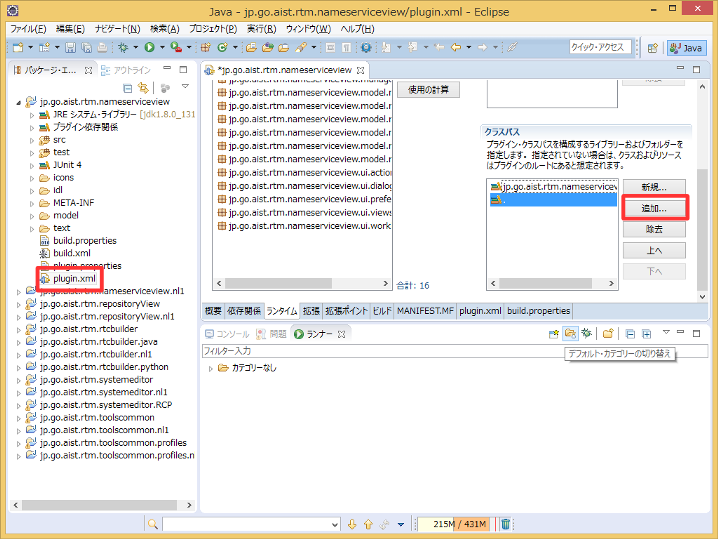 Java - jp.go.aist.rtm.nameserviceview/plugin.xml - Eclipse
ファイル(F) 編集(E) ナビゲート(N) 検索(A) プロジェクト(P) 実行(R) ウィンドウ(W) ヘルプ(H)
クイック・アクセス
Java
パッケージ・エ...
アウトライン
jp.go.aist.rtm.nameserviceview
JRE システム・ライブラリー [jdk1.8.0_131
プラグイン依存関係
src
test
JUnit 4
icons
idl
META-INF
model
text
build.properties
build.xml
plugin.properties
plugin.xml
jp.go.aist.rtm.nameserviceview.nl1
jp.go.aist.rtm.repositoryView
jp.go.aist.rtm.repositoryView.nl1
jp.go.aist.rtm.rtcbuilder
jp.go.aist.rtm.rtcbuilder.java
jp.go.aist.rtm.rtcbuilder.nl1
jp.go.aist.rtm.rtcbuilder.python
jp.go.aist.rtm.systemeditor
jp.go.aist.rtm.systemeditor.nl1
jp.go.aist.rtm.systemeditor.RCP
jp.go.aist.rtm.toolscommon
jp.go.aist.rtm.toolscommon.nl1
jp.go.aist.rtm.toolscommon.profiles
jp.go.aist.rtm.toolscommon.profiles.n
*jp.go.aist.rtm.nameserviceview
jp.go.aist.rtm.nameserviceview.manag
jp.go.aist.rtm.nameserviceview.model.r
jp.go.aist.rtm.nameserviceview.model.r
jp.go.aist.rtm.nameserviceview.model.r
jp.go.aist.rtm.nameserviceview.model.r
jp.go.aist.rtm.nameserviceview.model.r
jp.go.aist.rtm.nameserviceview.model.r
jp.go.aist.rtm.nameserviceview.ui.action
jp.go.aist.rtm.nameserviceview.ui.dialog
jp.go.aist.rtm.nameserviceview.ui.prefe
jp.go.aist.rtm.nameserviceview.ui.views
jp.go.aist.rtm.nameserviceview.ui.work
使用の計算
合計: 16
クラスパス
プラグイン・クラスパスを構成するライブラリーおよびフォルダーを
指定します。 指定されていない場合は、クラスおよびリソース
はプラグインのルートにあると想定されます。
jp.go.aist.rtm.nameservicev
.
新規...
追加...
除去
上へ
下へ
概要 依存関係 ランタイム 拡張 拡張ポイント ビルド MANIFEST.MF plugin.xml build.properties
コンソール 問題 ランナー
デフォルト・カテゴリーの切り替え
フィルター入力
カテゴリーなし
215M / 431M